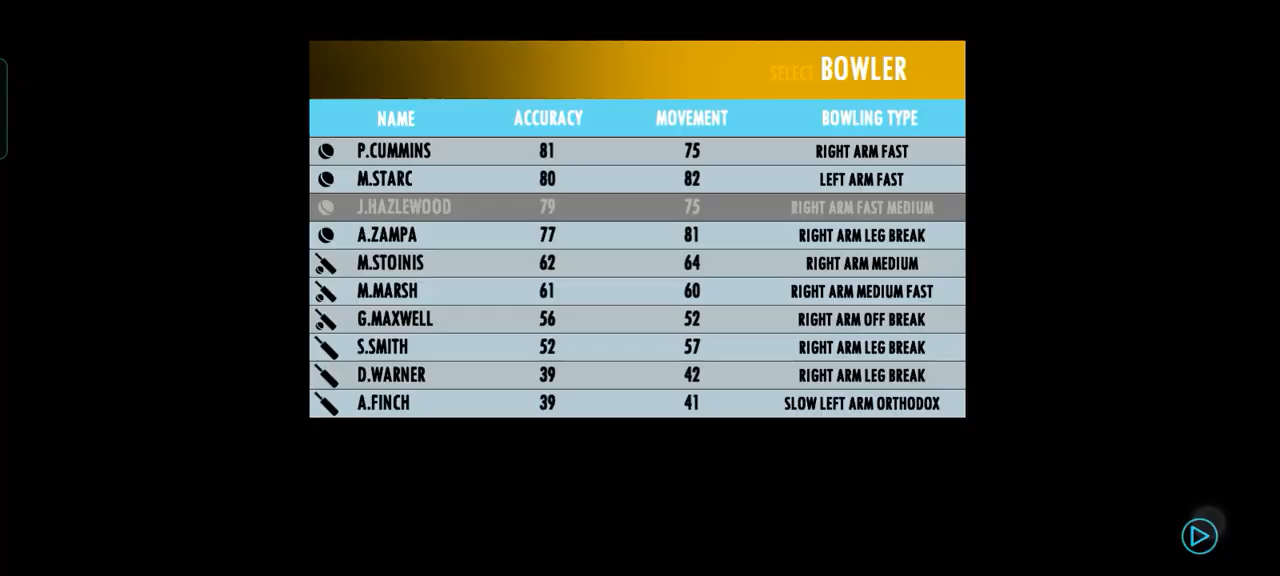 SELECT BOWLER
NAME ACCURACY MOVEMENT BOWLING TYPE
P.CUMMINS 81 75 RIGHT ARM FAST
M.STARC 80 82 LEFT ARM FAST
J.HAZLEWOOD 79 75 RIGHT ARM FAST MEDIUM
A.ZAMPA 77 81 RIGHT ARM LEG BREAK
M.STOINIS 62 64 RIGHT ARM MEDIUM
M.MARSH 61 60 RIGHT ARM MEDIUM FAST
G.MAXWELL 56 52 RIGHT ARM OFF BREAK
S.SMITH 52 57 RIGHT ARM LEG BREAK
D.WARNER 39 42 RIGHT ARM LEG BREAK
A.FINCH 39 41 SLOW LEFT ARM ORTHODOX